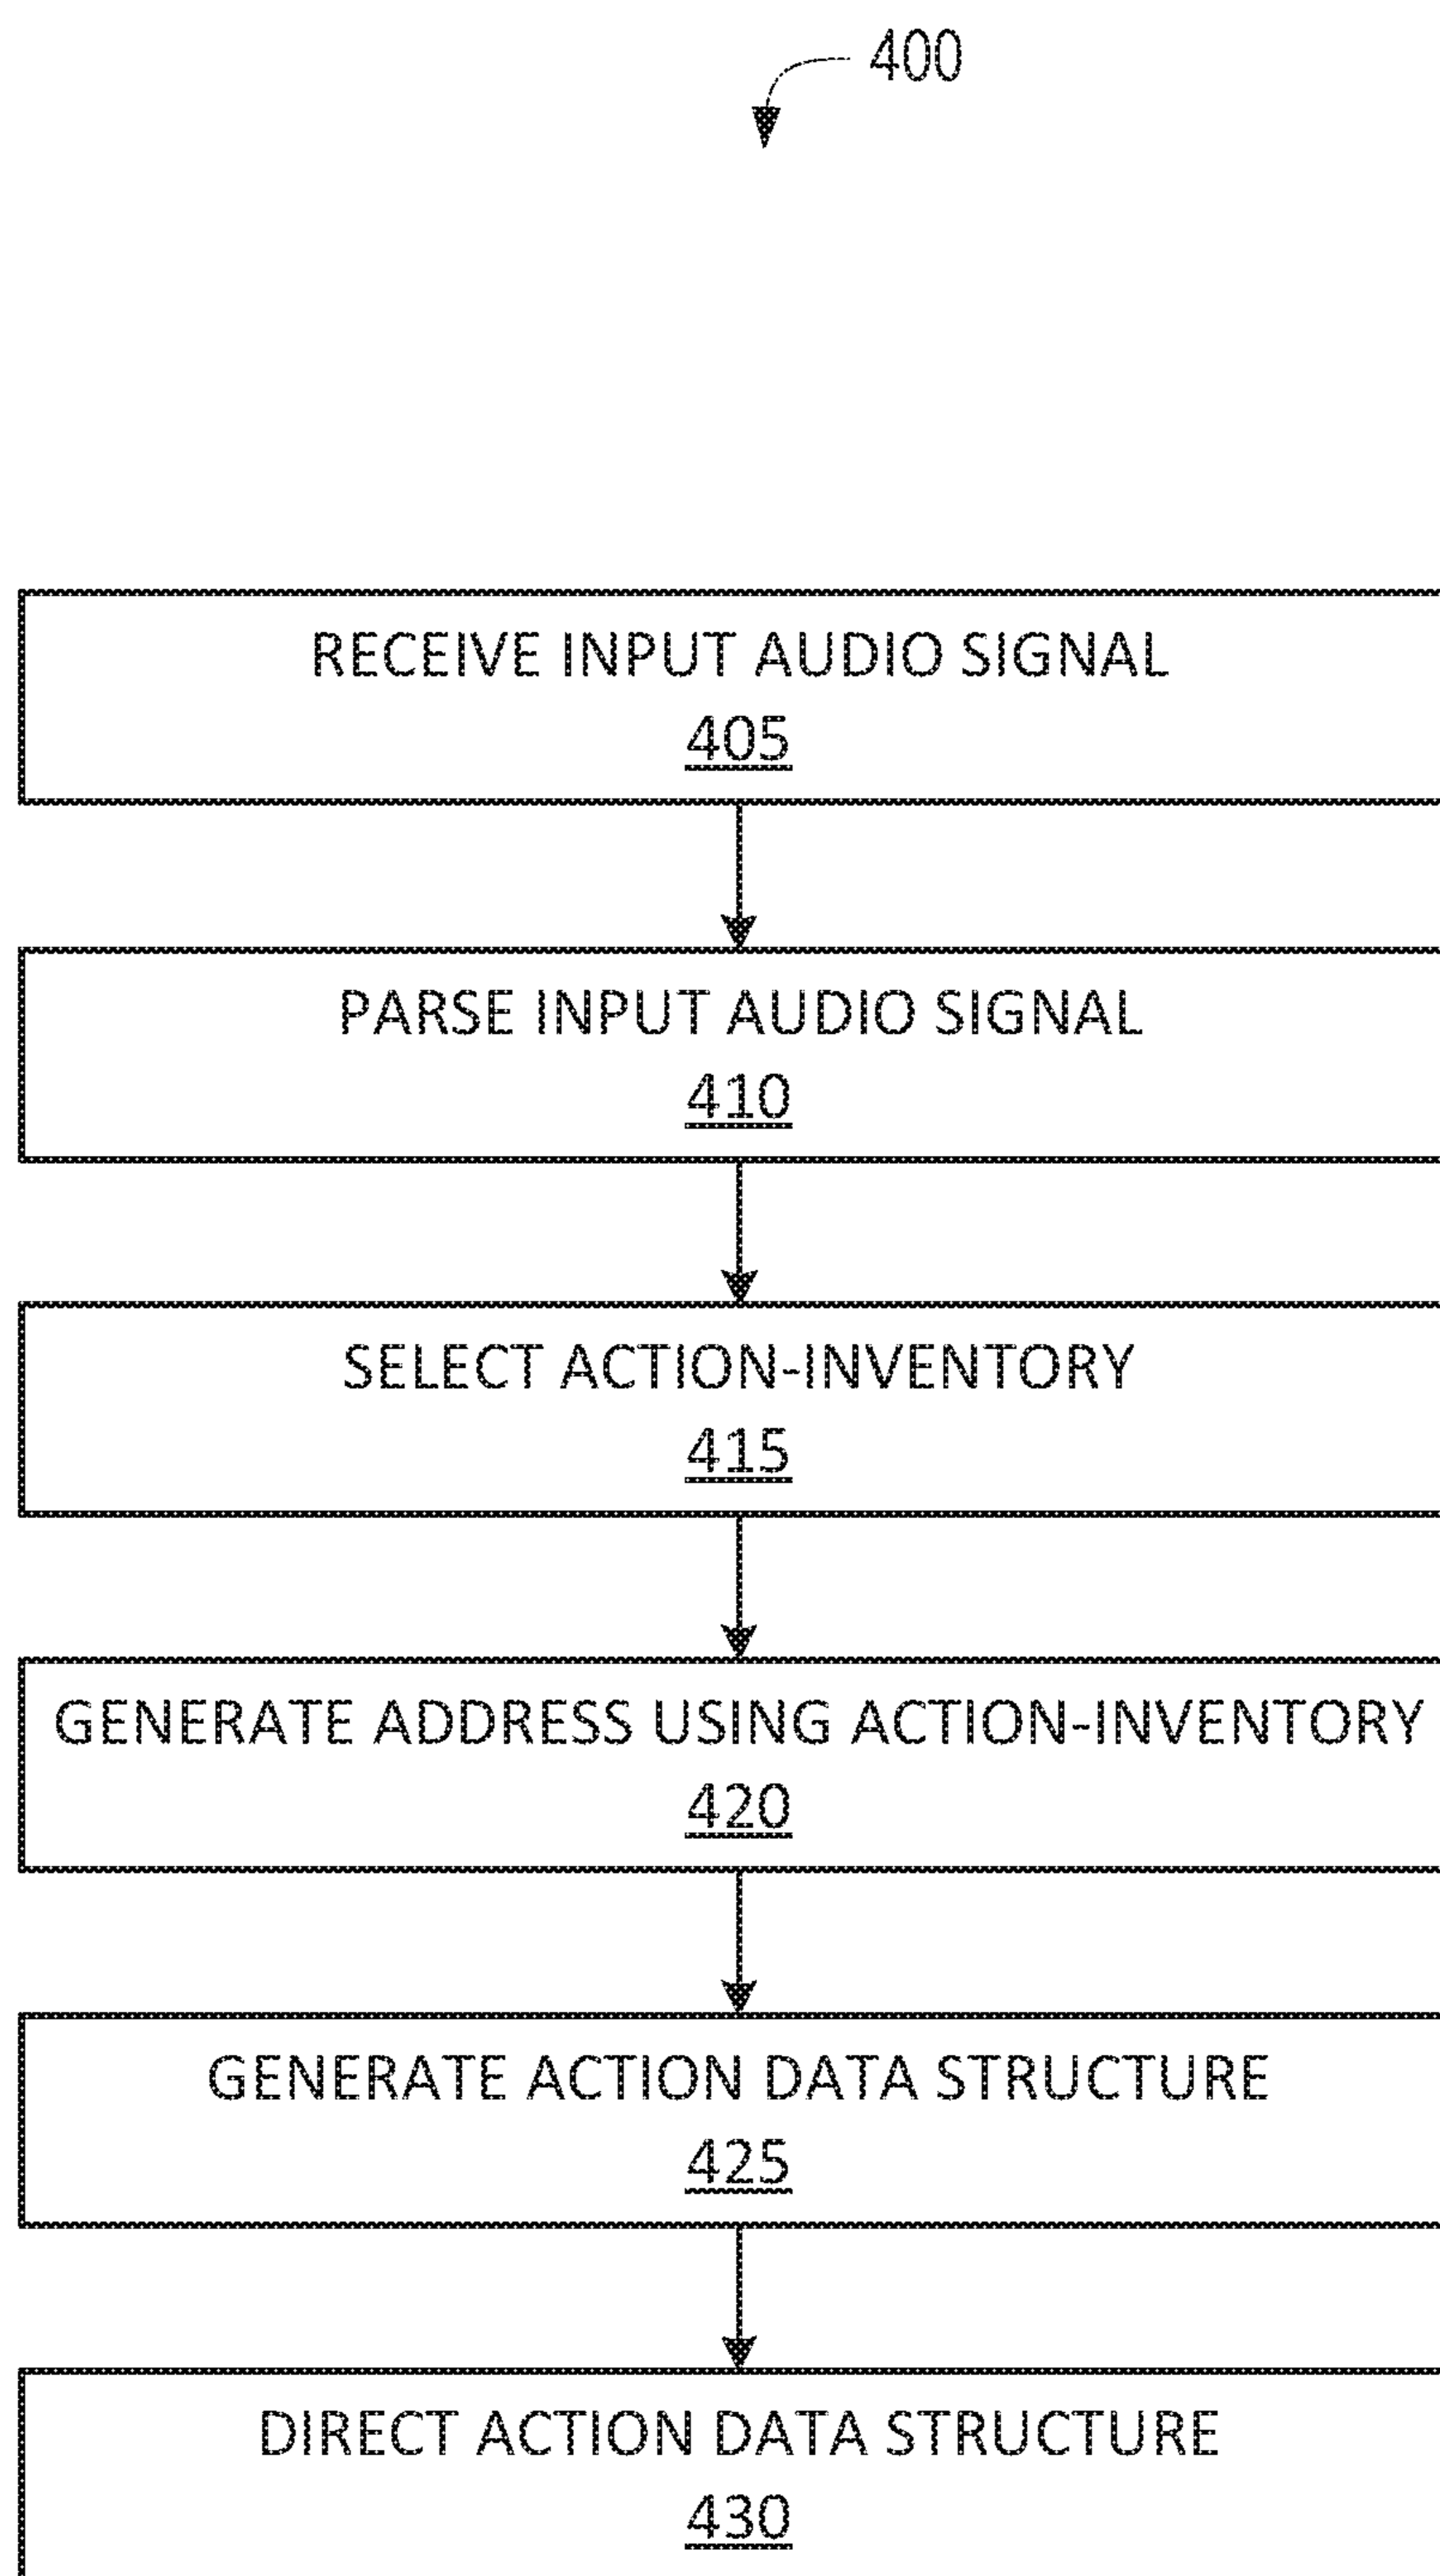 400
RECEIVE INPUT AUDIO SIGNAL
405
PARSE INPUT AUDIO SIGNAL
410
SELECT ACTION-INVENTORY
415
GENERATE ADDRESS USING ACTION-INVENTORY
420
GENERATE ACTION DATA STRUCTURE
425
DIRECT ACTION DATA STRUCTURE
430